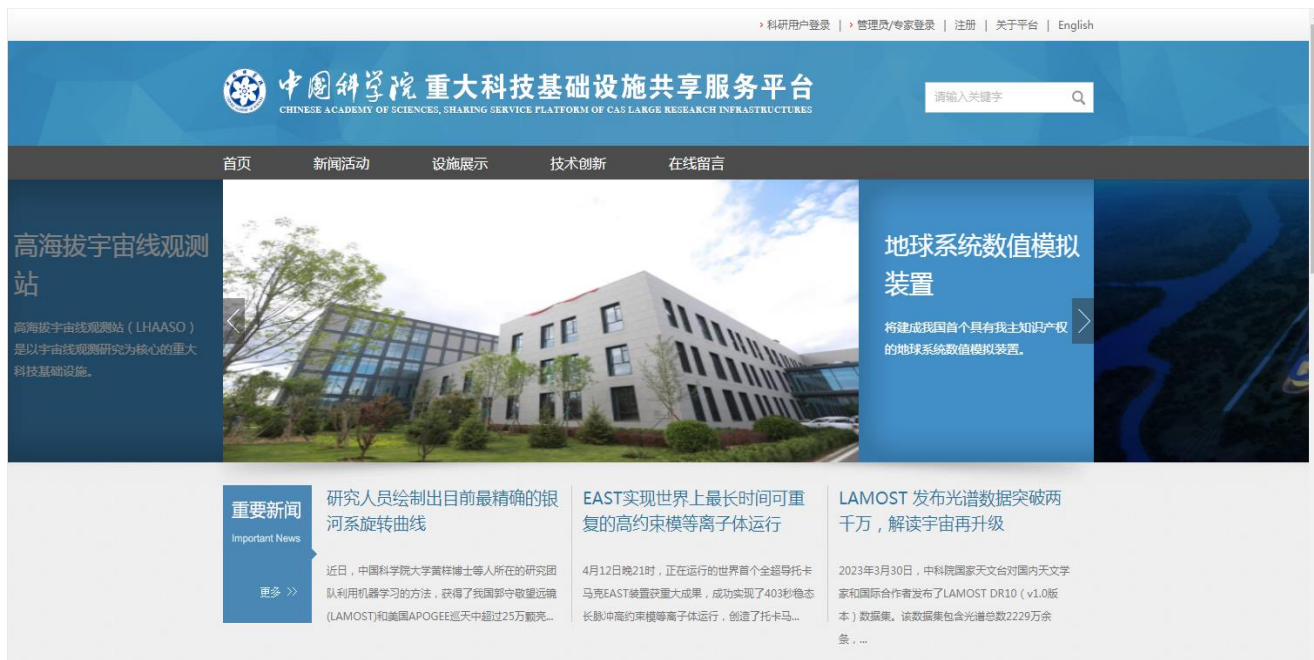 科研用户登录 | 管理员/专家登录 | 注册 | 关于平台 | English
中国科学院 重大科技基础设施共享服务平台
CHINESE ACADEMY OF SCIENCES, SHARING SERVICE PLATFORM OF CAS LARGE RESEARCH INFRASTRUCTURES
请输入关键字
首页 新闻活动 设施展示 技术创新 在线留言
高海拔宇宙线观测
站
高海拔宇宙线观测站（LHAASO）
是以宇宙线观测研究为核心的重大
科技基础设施。
地球系统数值模拟
装置
将建成我国首个具有我主知识产权
的地球系统数值模拟装置。
重要新闻
Important News
更多 >>
研究人员绘制出目前最精确的银
河系旋转曲线
近日，中国科学院大学黄样博士等人所在的研究团
队利用机器学习的方法，获得了我国郭守敬望远镜
(LAMOST)和美国APOGEE巡天中超过25万颗亮...
EAST实现世界上最长时间可重
复的高约束模等离子体运行
4月12日晚21时，正在运行的世界首个全超导托卡
马克EAST装置获重大成果，成功实现了403秒稳态
长脉冲高约束模等离子体运行，创造了托卡马...
LAMOST 发布光谱数据突破两
千万，解读宇宙再升级
2023年3月30日，中科院国家天文台对国内天文学
家和国际合作者发布了LAMOST DR10（v1.0版
本）数据集。该数据集包含光谱总数2229万余
条，...